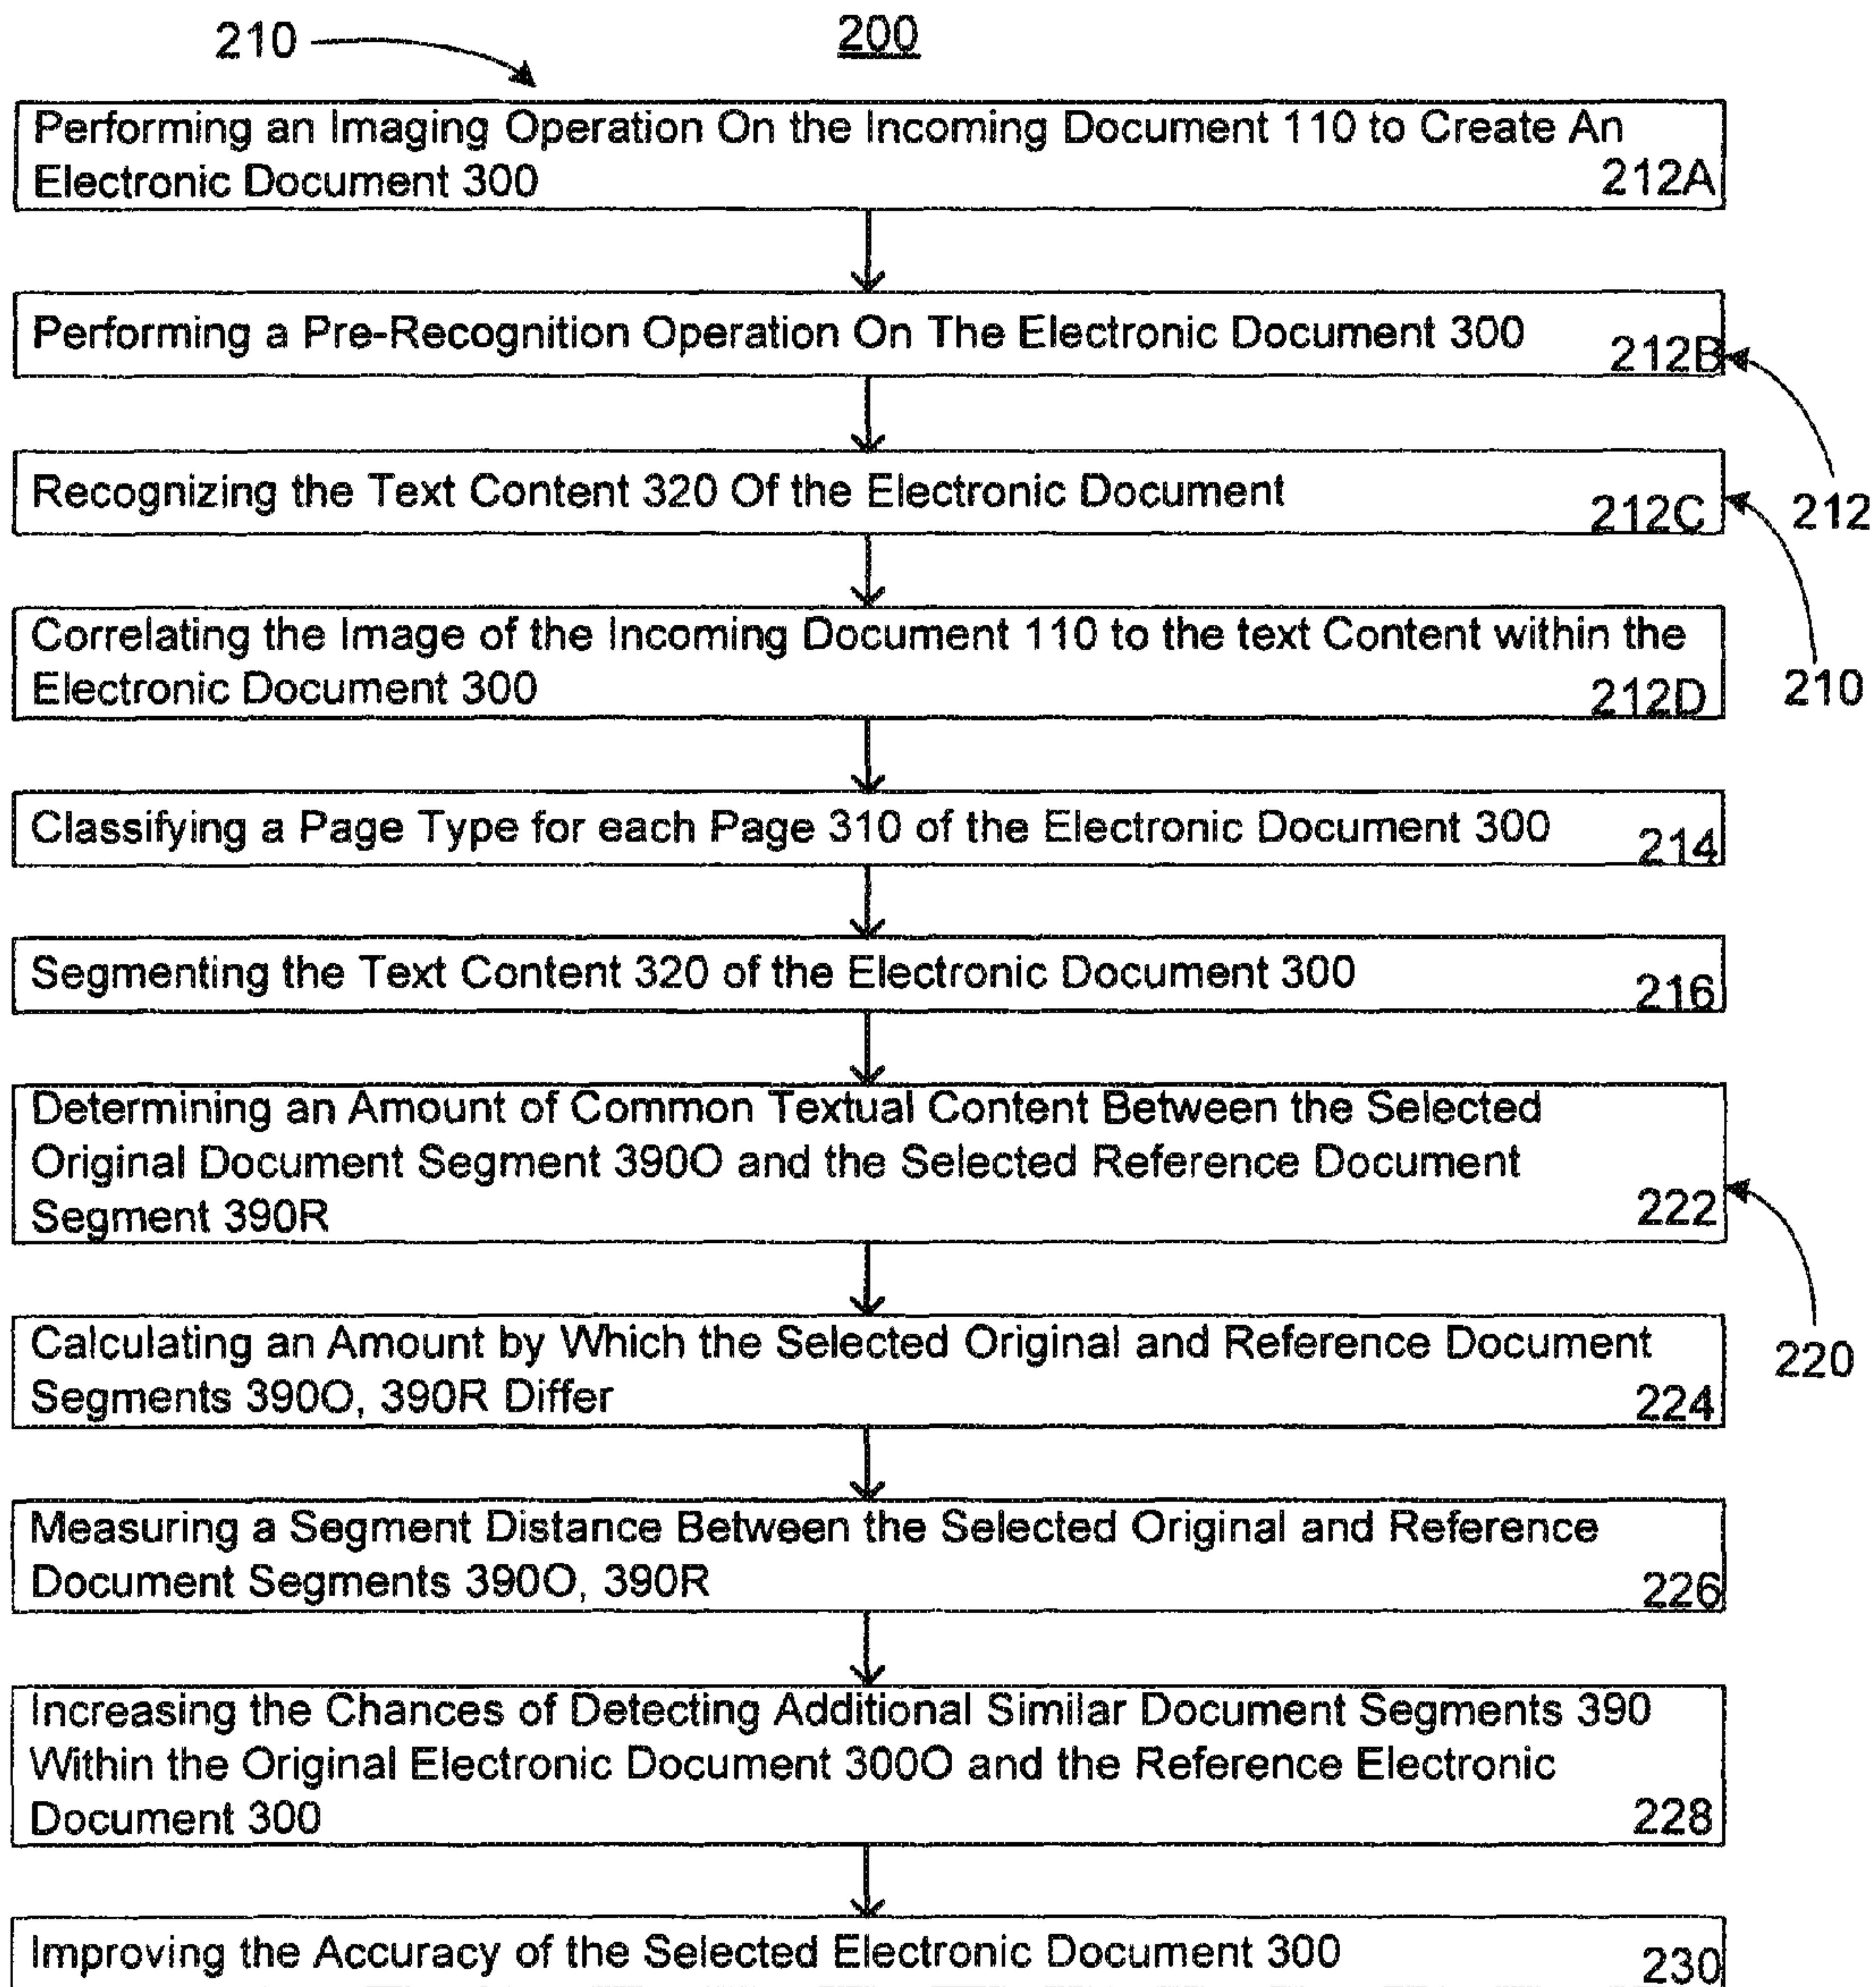 210
200
Performing an Imaging Operation On the Incoming Document 110 to Create An
Electronic Document 300
212A
Performing a Pre-Recognition Operation On The Electronic Document 300
212B
Recognizing the Text Content 320 Of the Electronic Document
212C
212
Correlating the Image of the Incoming Document 110 to the text Content within the
Electronic Document 300
212D
210
Classifying a Page Type for each Page 310 of the Electronic Document 300
214
Segmenting the Text Content 320 of the Electronic Document 300
216
Determining an Amount of Common Textual Content Between the Selected
Original Document Segment 390O and the Selected Reference Document
Segment 390R
222
220
Calculating an Amount by Which the Selected Original and Reference Document
Segments 390O, 390R Differ
224
Measuring a Segment Distance Between the Selected Original and Reference
Document Segments 390O, 390R
226
Increasing the Chances of Detecting Additional Similar Document Segments 390
Within the Original Electronic Document 300O and the Reference Electronic
Document 300
228
Improving the Accuracy of the Selected Electronic Document 300
230